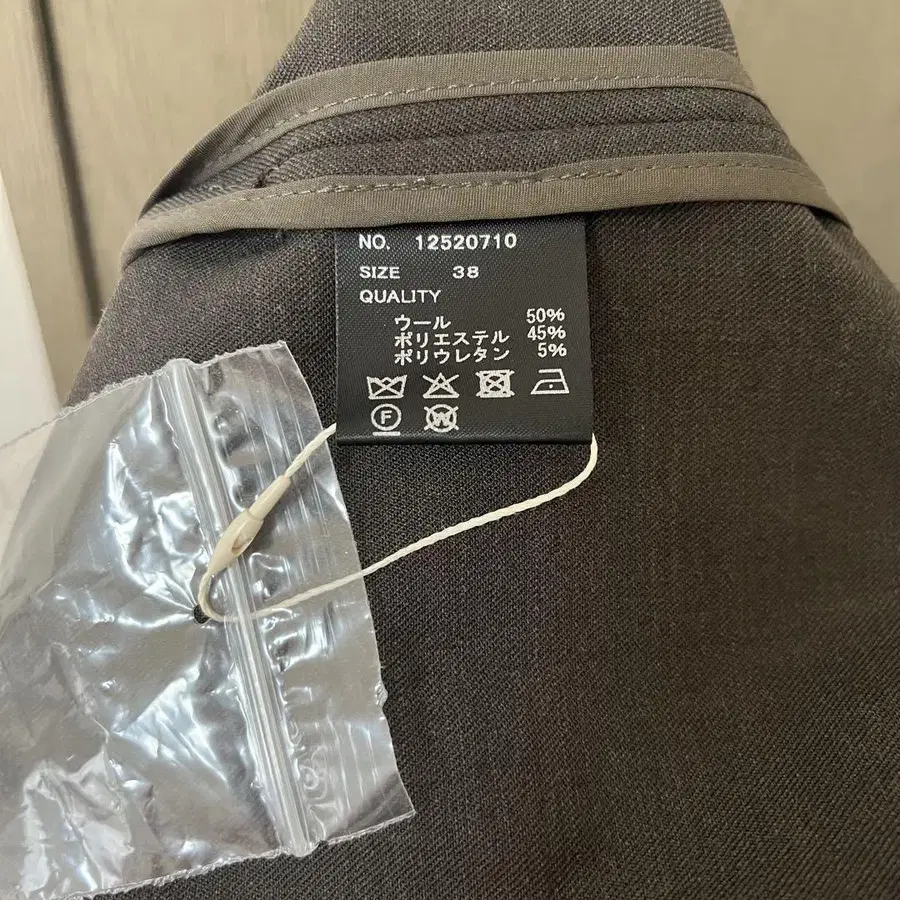 NO. 12520710
SIZE 38
QUALITY
ウール 50%
ポリエステル 45%
ポリウレタン 5%
F W